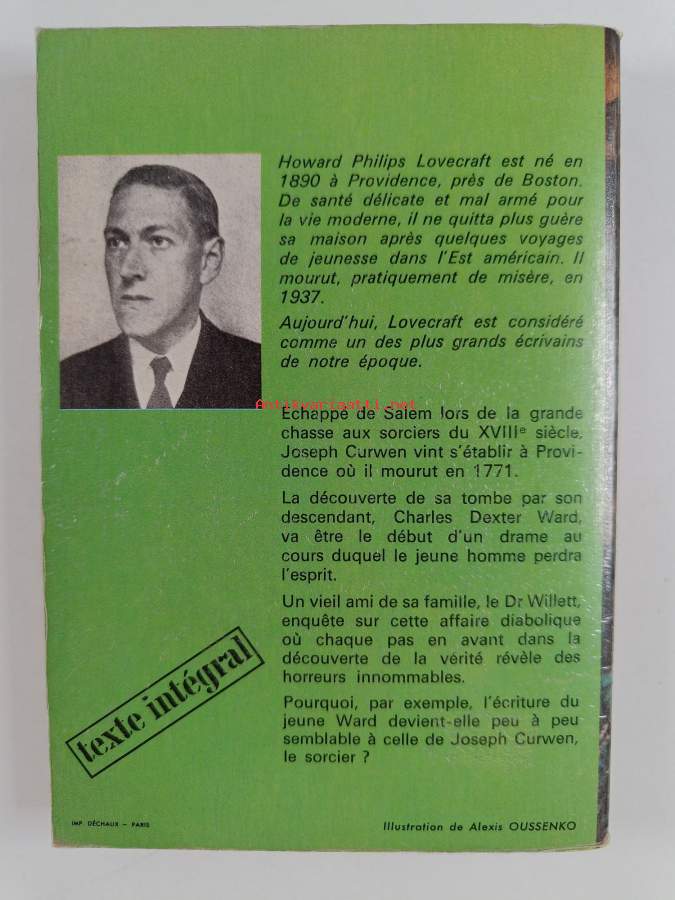 Howard Philips Lovecraft est né en
1890 à Providence, près de Boston.
De santé délicate et mal armé pour
la vie moderne, il ne quitta plus guère
sa maison après quelques voyages
de jeunesse dans l'Est américain. Il
mourut, pratiquement de misère, en
1937.
Aujourd'hui, Lovecraft est considéré
comme un des plus grands écrivains
de notre époque.
Antikvariaatti.net
Echappé de Salem lors de la grande
chasse aux sorciers du XVIIIe siècle,
Joseph Curwen vint s'établir à Provi-
dence où il mourut en 1771.
La découverte de sa tombe par son
descendant, Charles Dexter Ward,
va être le début d'un drame au
cours duquel le jeune homme perdra
l'esprit.
Un vieil ami de sa famille, le Dr Willett,
enquête sur cette affaire diabolique
où chaque pas en avant dans la
découverte de la vérité révèle des
horreurs innommables.
Pourquoi, par exemple, l'écriture du
jeune Ward devient-elle peu à peu
semblable à celle de Joseph Curwen,
le sorcier ?
texte intégral
IMP. DÉCHAUX – PARIS
Illustration de Alexis OUSSENKO